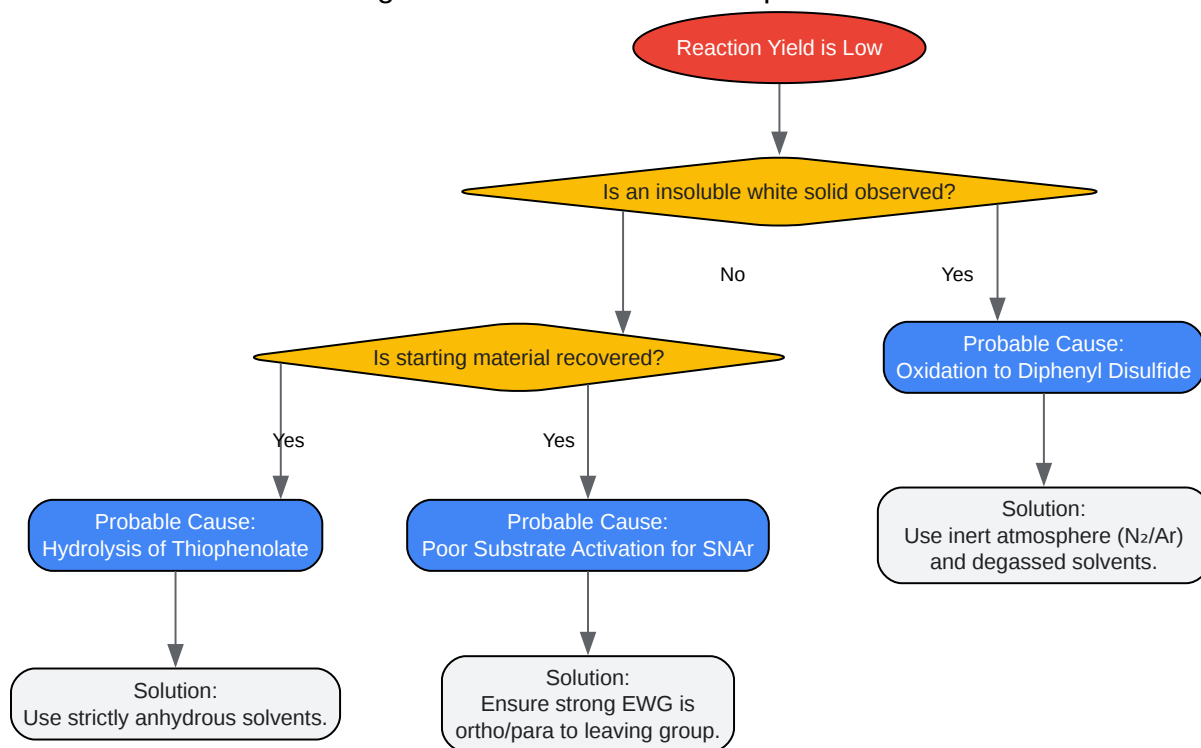 Reaction Yield is Low
Is an insoluble white solid observed?
No
Yes
Is starting material recovered?
Probable Cause:
Oxidation to Diphenyl Disulfide
Yes
Yes
Probable Cause:
Hydrolysis of Thiophenolate
Probable Cause:
Poor Substrate Activation for SNAr
Solution:
Use inert atmosphere (N₂/Ar)
and degassed solvents.
Solution:
Use strictly anhydrous solvents.
Solution:
Ensure strong EWG is
ortho/para to leaving group.